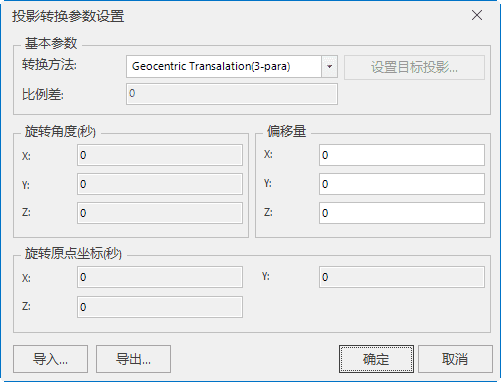 投影转换参数设置
基本参数
转换方法: Geocentric Transalation(3-para) 设置目标投影...
比例差: 0
旋转角度(秒)
X: 0
Y: 0
Z: 0
偏移量
X: 0
Y: 0
Z: 0
旋转原点坐标(秒)
X: 0 Y: 0
Z: 0
导入... 导出... 确定 取消